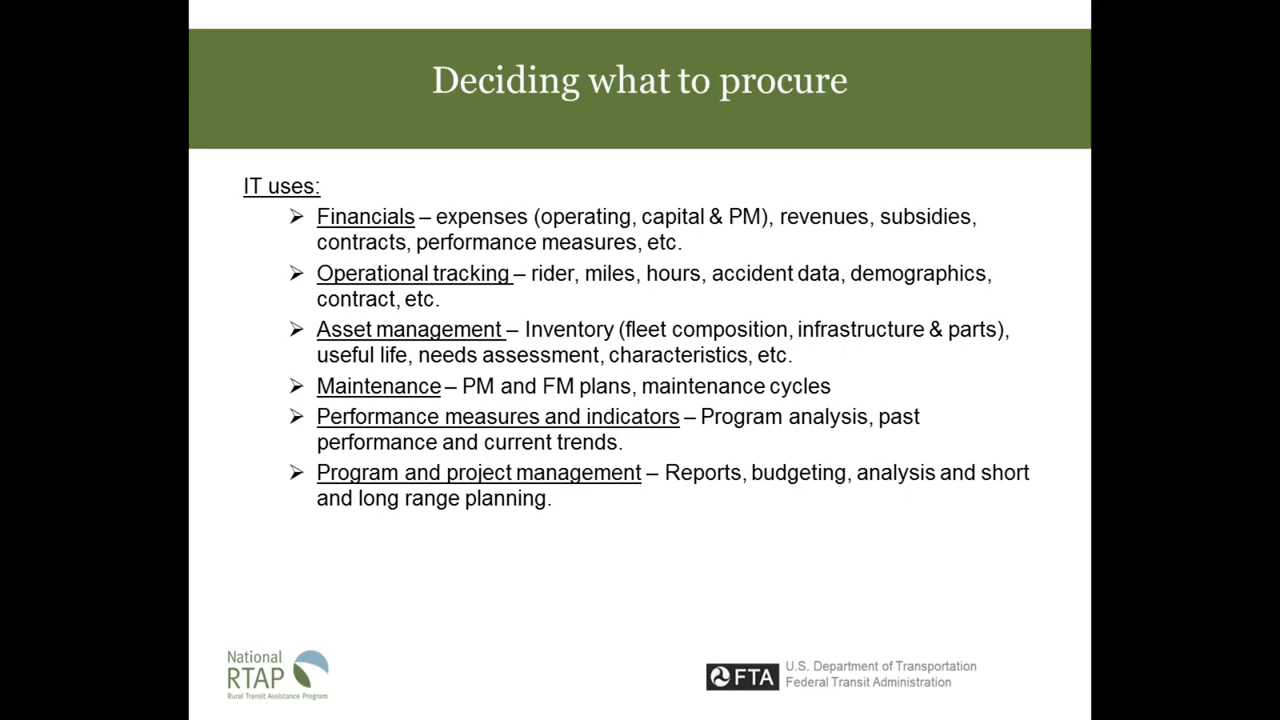 Deciding what to procure
IT uses:
➢ Financials – expenses (operating, capital & PM), revenues, subsidies,
contracts, performance measures, etc.
➢ Operational tracking – rider, miles, hours, accident data, demographics,
contract, etc.
➢ Asset management – Inventory (fleet composition, infrastructure & parts),
useful life, needs assessment, characteristics, etc.
➢ Maintenance – PM and FM plans, maintenance cycles
➢ Performance measures and indicators – Program analysis, past
performance and current trends.
➢ Program and project management – Reports, budgeting, analysis and short
and long range planning.
National
RTAP
Rural Transit Assistance Program
FTA
U.S. Department of Transportation
Federal Transit Administration